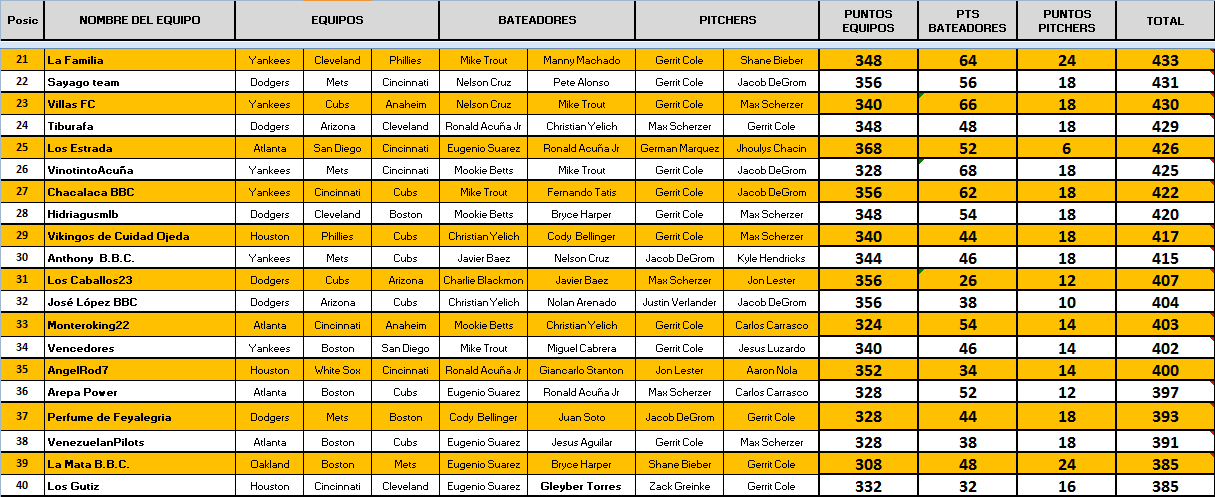 Posic NOMBRE DEL EQUIPO EQUIPOS BATEADORES PITCHERS PUNTOS EQUIPOS PTS BATEADORES PUNTOS PITCHERS TOTAL
21 La Familia Yankees Cleveland Phillies Mike Trout Manny Machado Gerrit Cole Shane Bieber 348 64 24 433
22 Sayago team Dodgers Mets Cincinnati Nelson Cruz Pete Alonso Gerrit Cole Jacob DeGrom 356 56 18 431
23 Villas FC Yankees Cubs Anaheim Nelson Cruz Mike Trout Gerrit Cole Max Scherzer 340 66 18 430
24 Tiburafa Dodgers Arizona Cleveland Ronald Acuña Jr Christian Yelich Max Scherzer Gerrit Cole 348 48 18 429
25 Los Estrada Atlanta San Diego Cincinnati Eugenio Suarez Ronald Acuña Jr German Marquez Jhoulys Chacin 368 52 6 426
26 VinotintoAcuña Yankees Mets Cincinnati Mookie Betts Mike Trout Gerrit Cole Jacob DeGrom 328 68 18 425
27 Chacalaca BBC Yankees Cincinnati Cubs Mike Trout Fernando Tatis Gerrit Cole Jacob DeGrom 356 62 18 422
28 Hidriagusmlb Dodgers Cleveland Boston Mookie Betts Bryce Harper Gerrit Cole Max Scherzer 348 54 18 420
29 Vikingos de Cuidad Ojeda Houston Phillies Cubs Christian Yelich Cody Bellinger Gerrit Cole Max Scherzer 340 44 18 417
30 Anthony B.B.C. Yankees Mets Cubs Javier Baez Nelson Cruz Jacob DeGrom Kyle Hendricks 344 46 18 415
31 Los Caballos23 Dodgers Cubs Arizona Charlie Blackmon Javier Baez Max Scherzer Jon Lester 356 26 12 407
32 José López BBC Dodgers Arizona Cubs Christian Yelich Nolan Arenado Justin Verlander Jacob DeGrom 356 38 10 404
33 Monteroking22 Atlanta Cincinnati Anaheim Mookie Betts Christian Yelich Gerrit Cole Carlos Carrasco 324 54 14 403
34 Vencedores Yankees Boston San Diego Mike Trout Miguel Cabrera Gerrit Cole Jesus Luzardo 340 46 14 402
35 AngelRod7 Houston White Sox Cincinnati Ronald Acuña Jr Giancarlo Stanton Jon Lester Aaron Nola 352 34 14 400
36 Arepa Power Atlanta Boston Cubs Eugenio Suarez Ronald Acuña Jr Max Scherzer Carlos Carrasco 328 52 12 397
37 Perfume de Feyalegria Dodgers Mets Boston Cody Bellinger Juan Soto Jacob DeGrom Gerrit Cole 328 44 18 393
38 VenezuelanPilots Atlanta Boston Cubs Eugenio Suarez Jesus Aguilar Gerrit Cole Max Scherzer 328 38 18 391
39 La Mata B.B.C. Oakland Boston Mets Eugenio Suarez Bryce Harper Shane Bieber Gerrit Cole 308 48 24 385
40 Los Gutiz Houston Cincinnati Cleveland Eugenio Suarez Gleyber Torres Zack Greinke Gerrit Cole 332 32 16 385